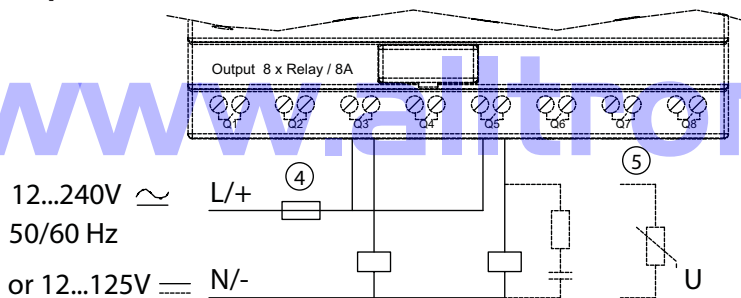 Output 8 x Relay / 8A
Q1 Q2 Q3 Q4 Q5 Q6 Q7 Q8
www.alltron
④ ⑤
12...240V L/+
50/60 Hz
or 12...125V N/- U